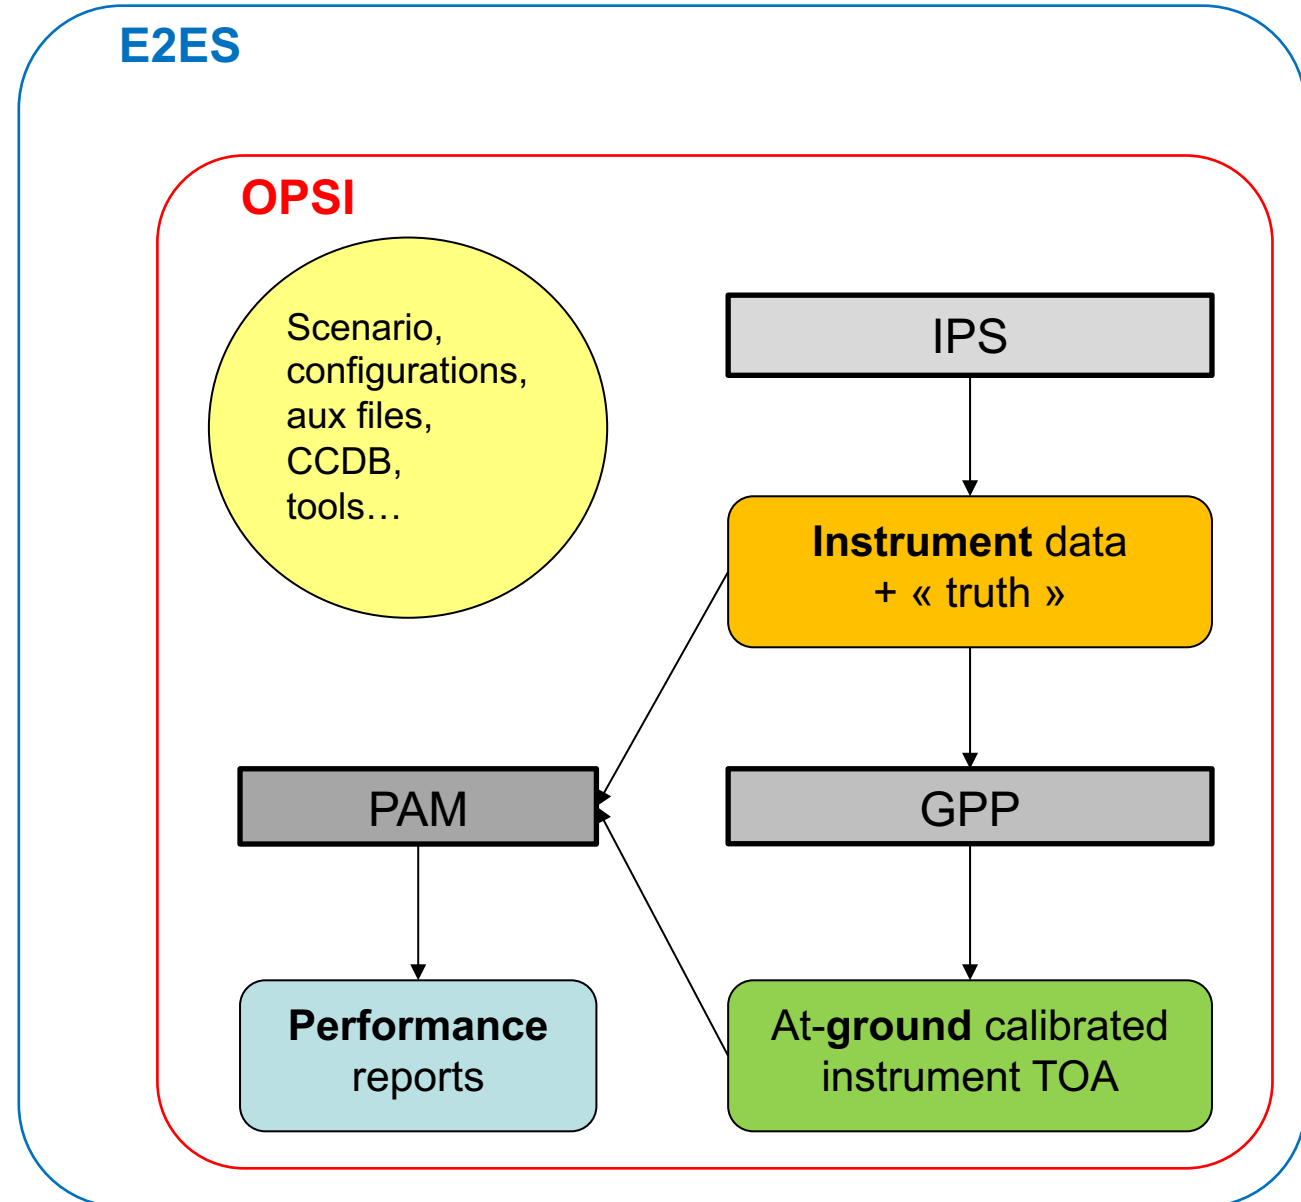 E2ES
OPSI
Scenario,
configurations,
aux files,
CCDB,
tools…
IPS
Instrument data
+ « truth »
PAM
GPP
Performance
reports
At-ground calibrated
instrument TOA